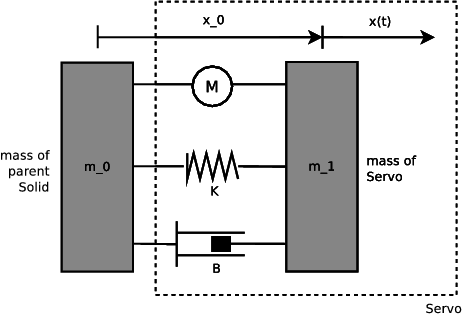 x_0
x(t)
M
mass of
parent
Solid
m_0
m_1
mass of
Servo
K
B
Servo